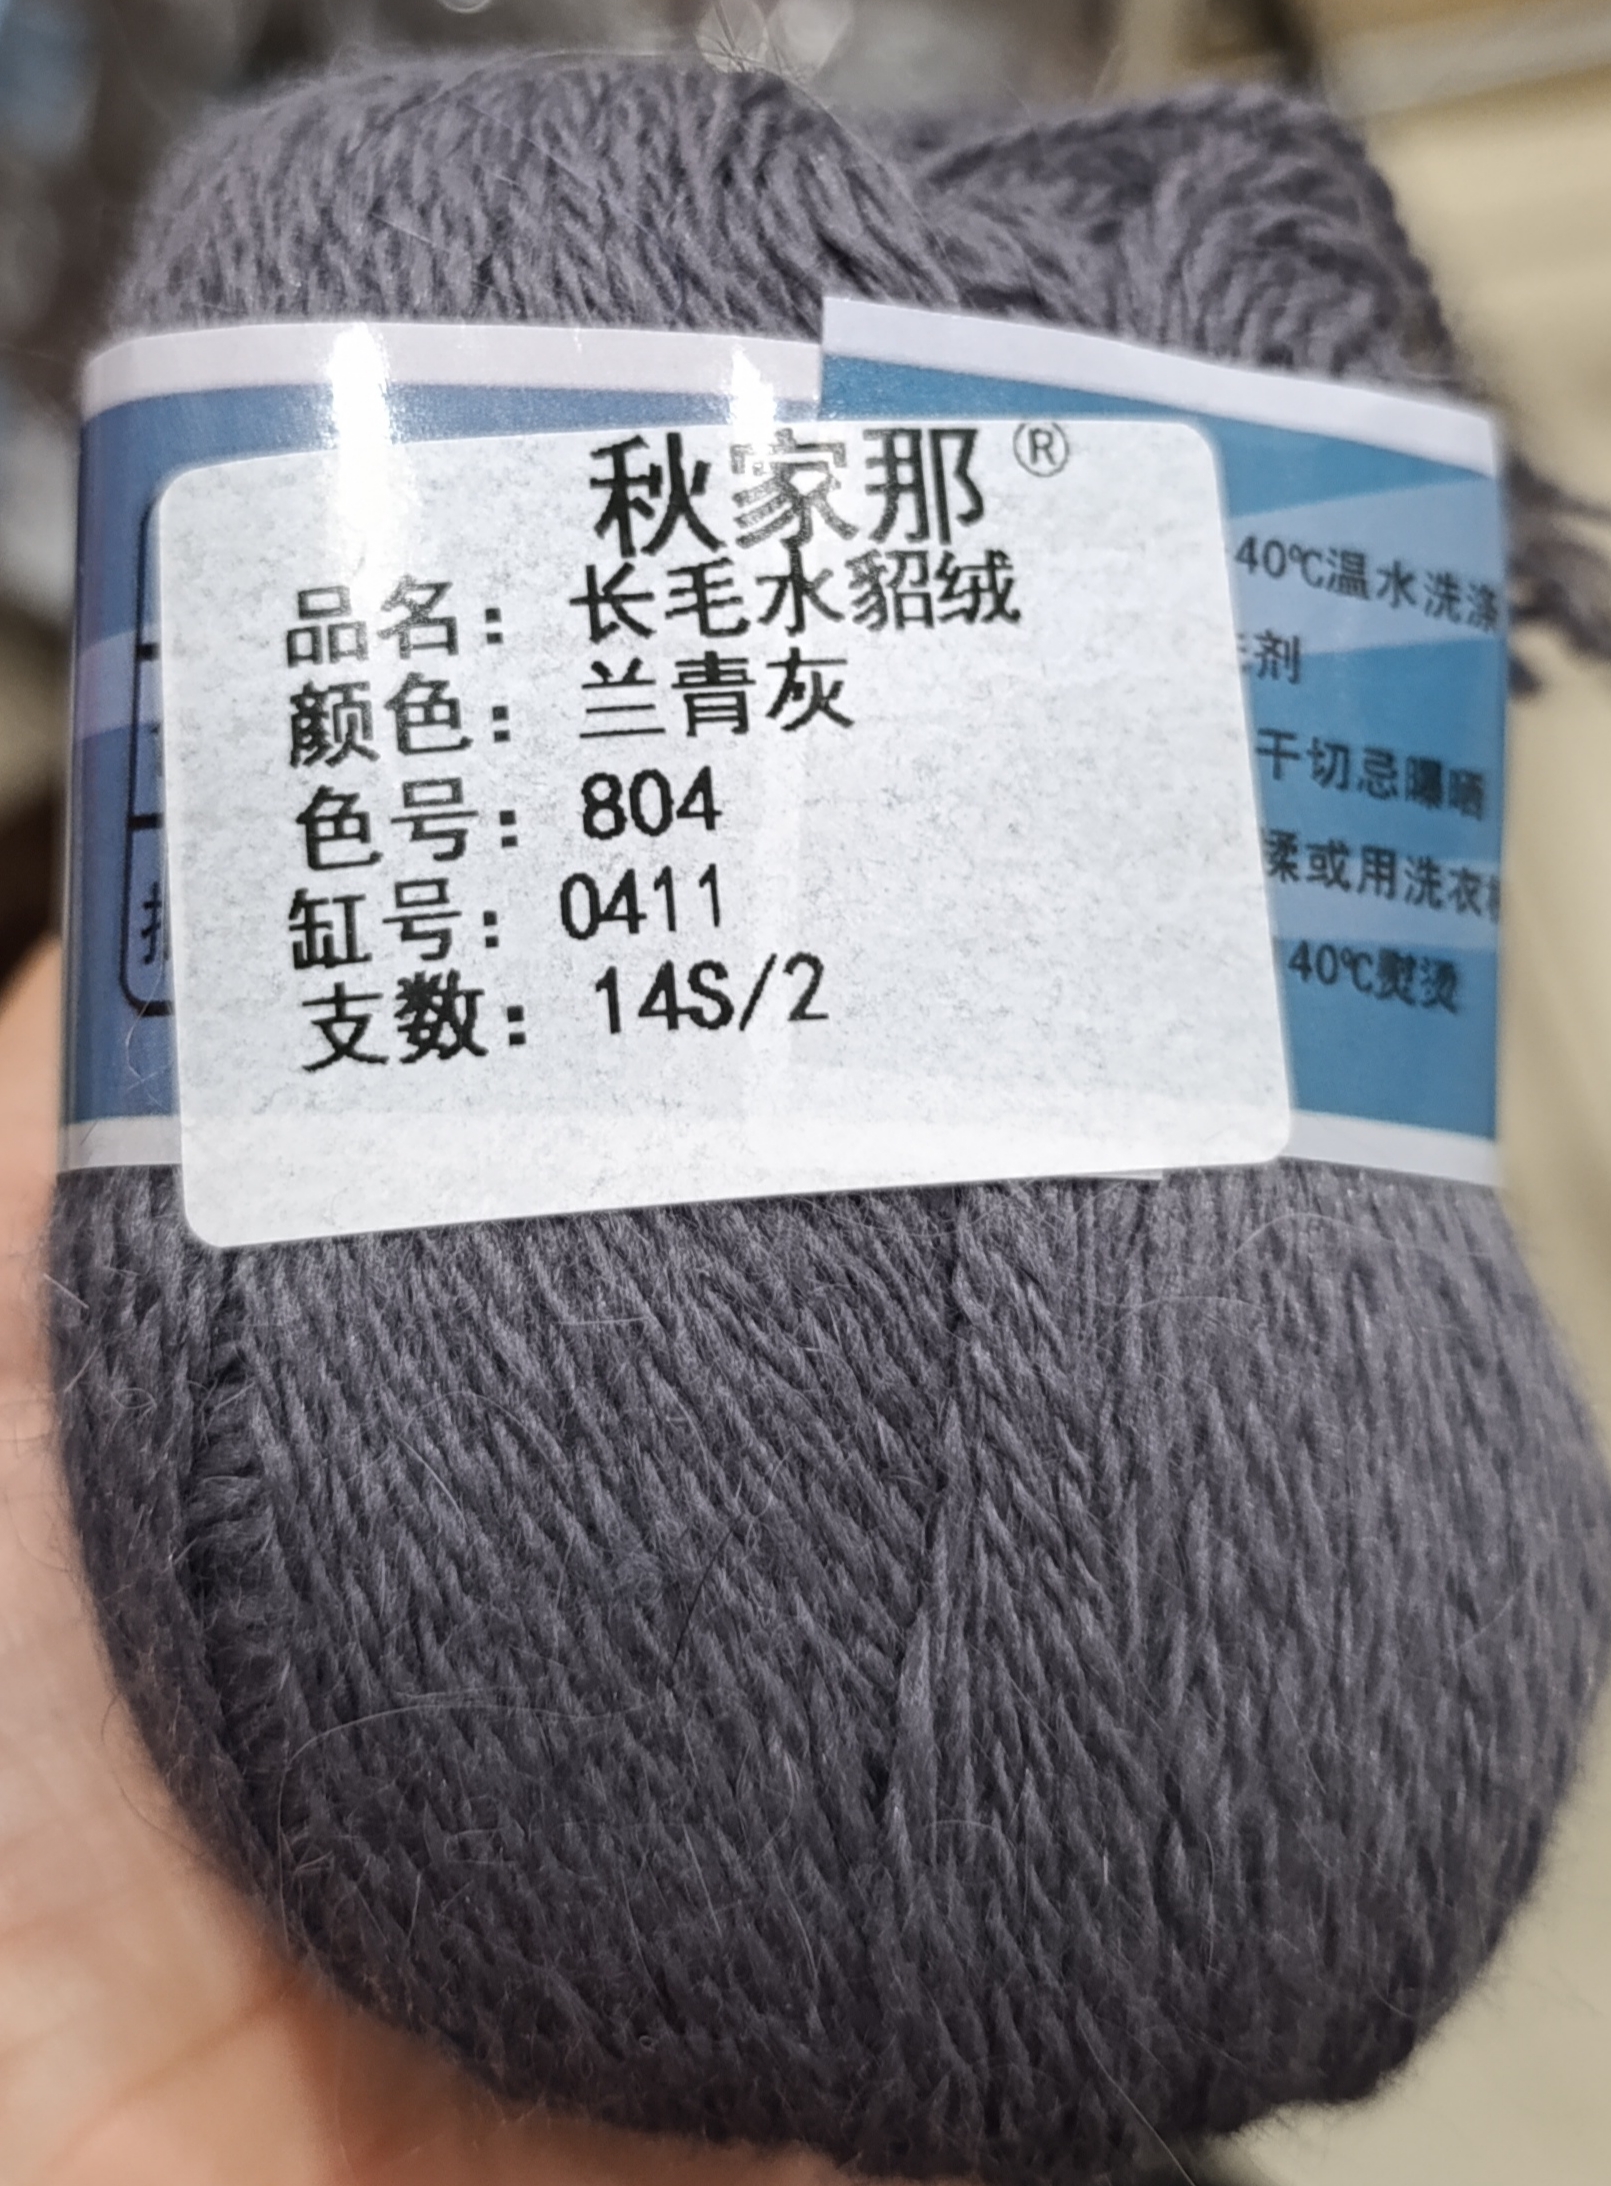 秋家那®
品名：长毛水貂绒
颜色：兰青灰
色号：804
缸号：0411
支数：14S/2
40℃温水洗涤
剂
干切忌曝晒
揉或用洗衣
40℃熨烫